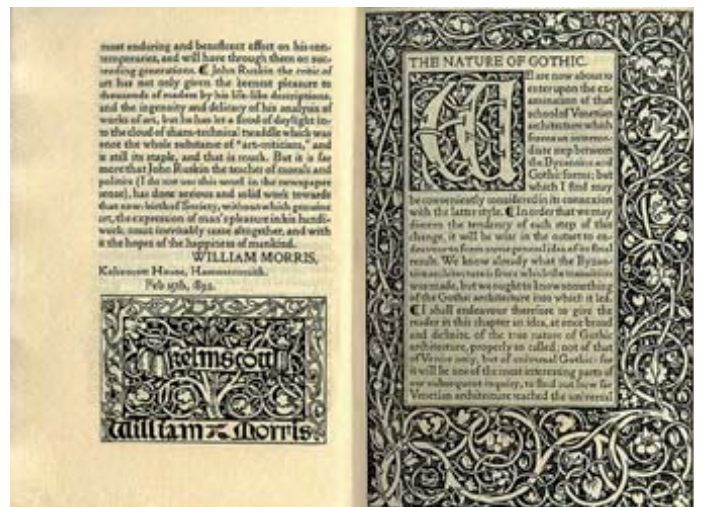 most enduring and beneficent effect on his con-
temporaries, and will have through them on suc-
ceeding generations. ¶ John Ruskin the critic of
art has not only given the keenest pleasure to
thousands of readers by his life-like descriptions,
and the ingenuity and delicacy of his analysis of
works of art, but he has let a flood of daylight in-
to the cloud of sham-technical twaddle which was
once the whole substance of "art-criticism," and
is still its staple, and that is much. But it is far
more that John Ruskin the teacher of morals and
politics (I do not use this word in the newspaper
sense), has done serious and solid work towards
that new-birth of Society, without which genuine
art, the expression of man's pleasure in his handi-
work, must inevitably cease altogether, and with
it the hopes of the happiness of mankind.
WILLIAM MORRIS,
Kelmscott House, Hammersmith.
Feb 15th, 1892.
Kelmscott
William Morris.
THE NATURE OF GOTHIC.
WE are now about to
enter upon the ex-
amination of that
school of Venetian
architecture which
forms an interme-
diate step between
the Byzantine and
Gothic forms; but
which I find may
be conveniently considered in its connexion
with the latter style. ¶ In order that we may
discern the tendency of each step of this
change, it will be wise in the outset to en-
deavour to form some general idea of its final
result. We know already what the Byzan-
tine architecture is from which the transition
was made, but we ought to know something
of the Gothic architecture into which it led.
¶ I shall endeavour therefore to give the
reader in this chapter an idea, at once broad
and definite, of the true nature of Gothic
architecture, properly so called; not of that
of Venice only, but of universal Gothic: for
it will be one of the most interesting parts of
our subsequent inquiry, to find out how far
Venetian architecture reached the universal